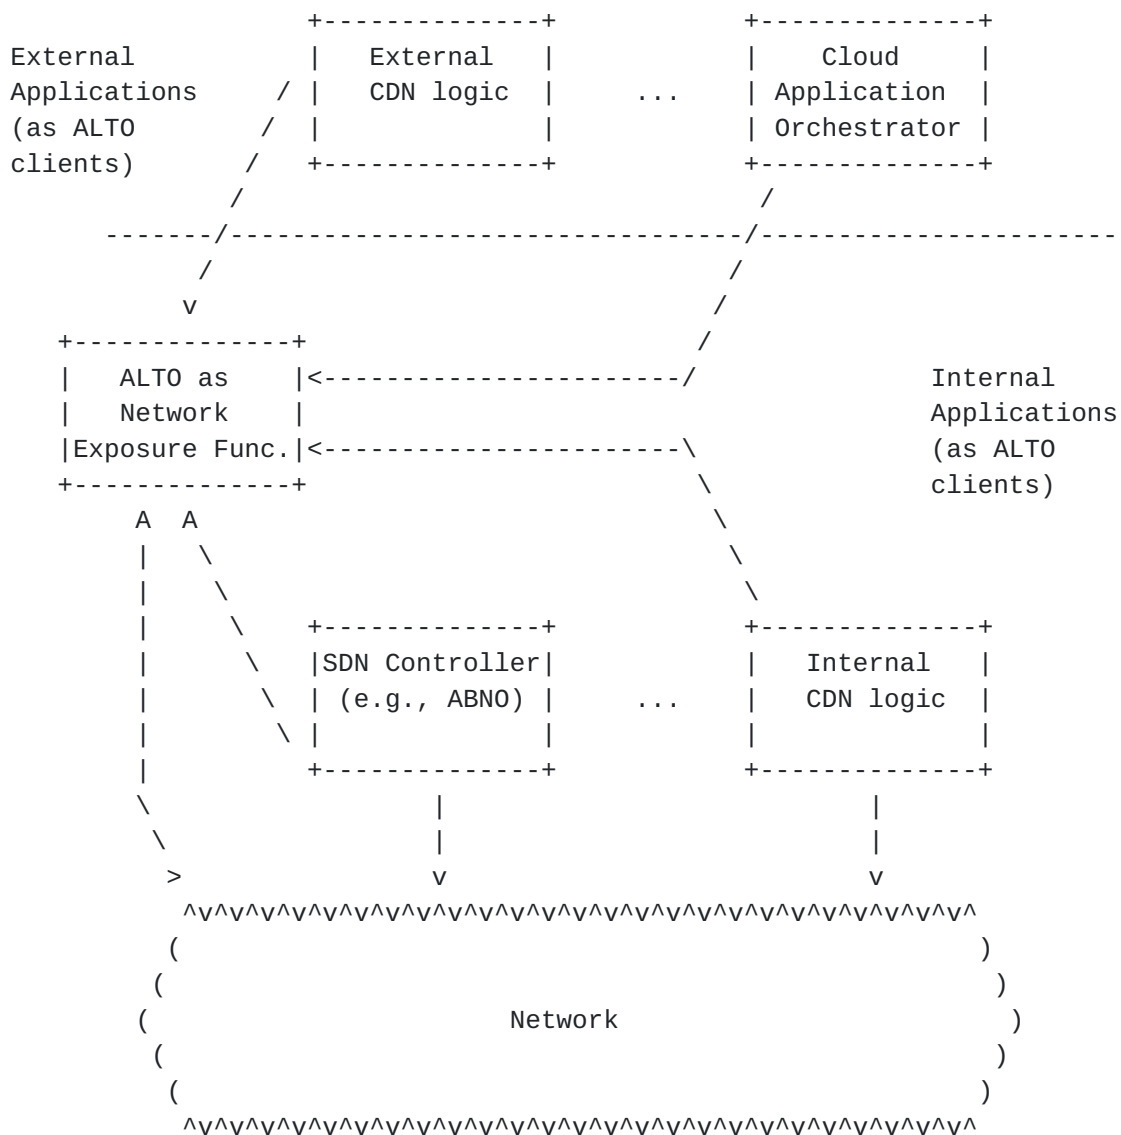 +--------------+            +--------------+
External      |   External   |            |    Cloud     |
Applications / |   CDN logic  |     ...    | Application  |
(as ALTO    /  |              |            | Orchestrator |
clients)   /   +--------------+            +--------------+
          /                                 /
-------/---------------------------------/-----------------------
      /                                 /
     v                                 /
+--------------+                      /
|   ALTO as    |<-----------------------/               Internal
|   Network    |                                        Applications
|Exposure Func.|<-----------------------\               (as ALTO
+--------------+                         \              clients)
     A  A                                 \
     |   \                                 \
     |    \                                 \
     |     \    +--------------+            +--------------+
     |      \   |SDN Controller|            |   Internal   |
     |       \  | (e.g., ABNO) |     ...    |   CDN logic  |
     |        \ |              |            |              |
     |          +--------------+            +--------------+
     \                  |                           |
      \                 |                           |
       >                v                           v
        ^v^v^v^v^v^v^v^v^v^v^v^v^v^v^v^v^v^v^v^v^v^v^v^v^v^
       (                                                   )
      (                                                     )
     (                       Network                         )
      (                                                     )
       (                                                   )
        ^v^v^v^v^v^v^v^v^v^v^v^v^v^v^v^v^v^v^v^v^v^v^v^v^v^